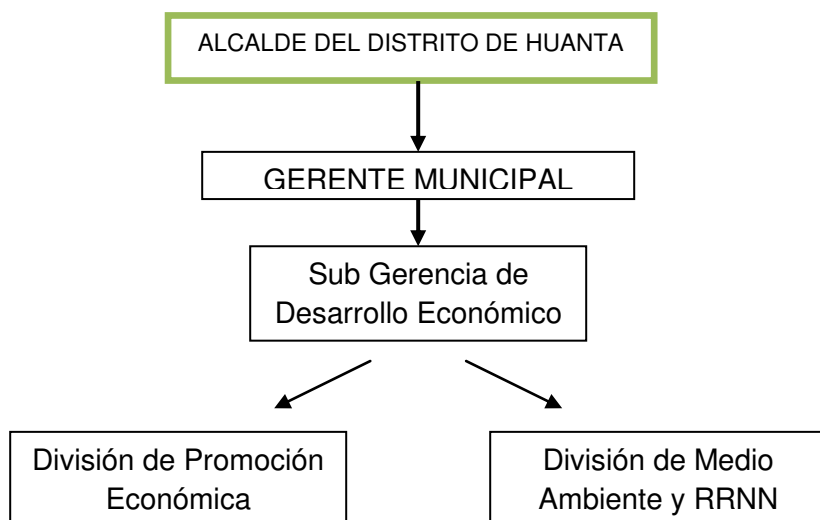 ALCALDE DEL DISTRITO DE HUANTA
GERENTE MUNICIPAL
Sub Gerencia de
Desarrollo Económico
División de Promoción
Económica
División de Medio
Ambiente y RRNN